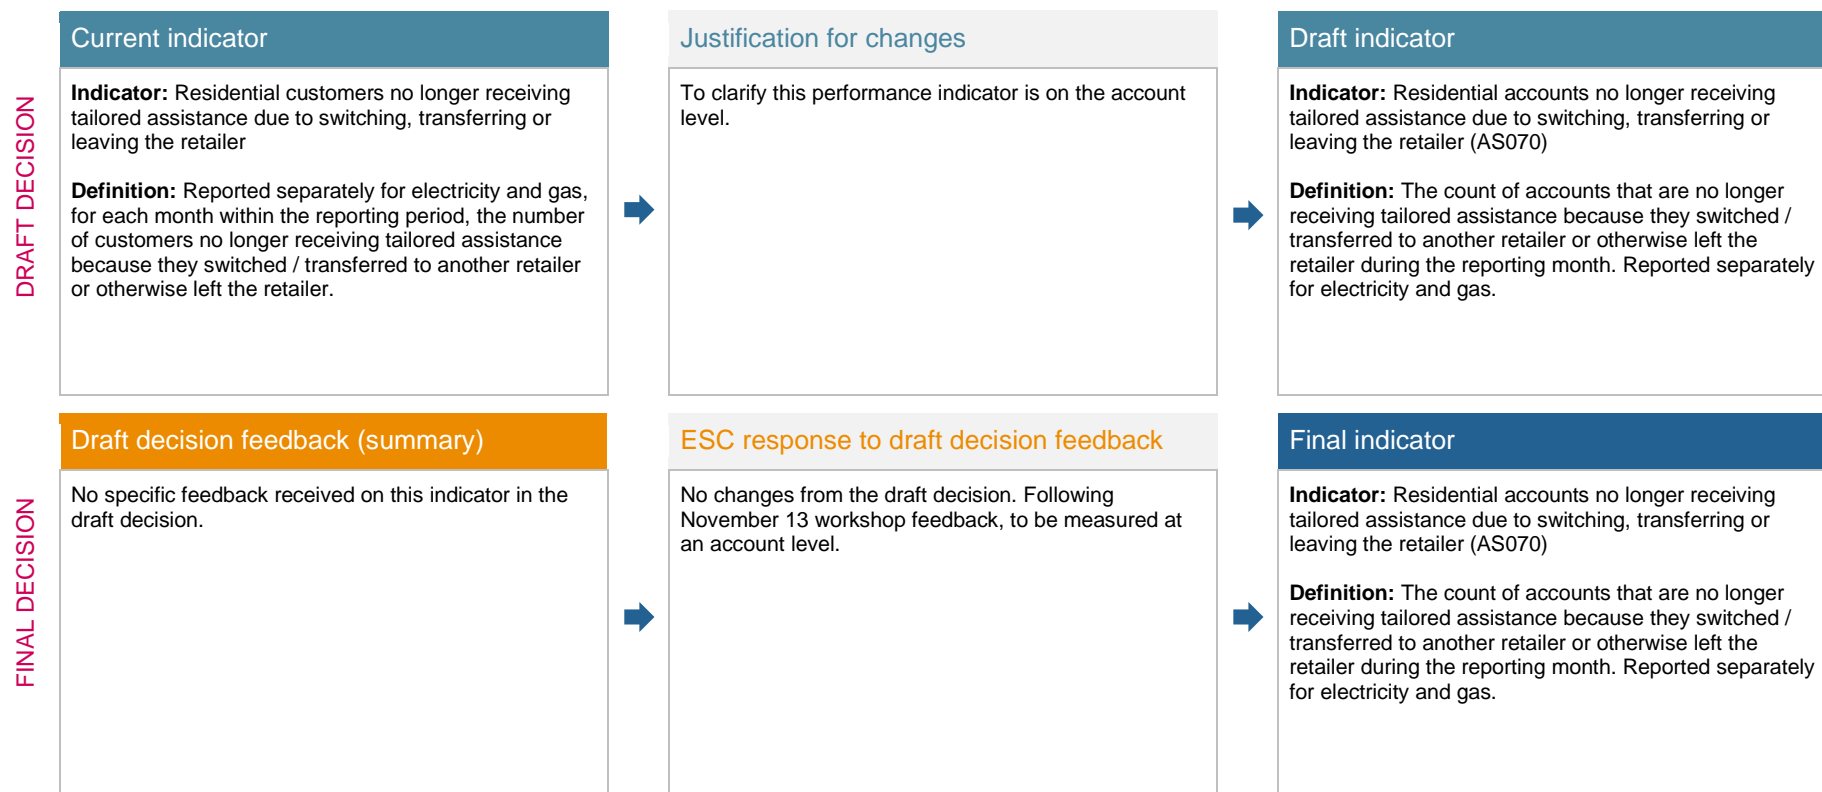 DRAFT DECISION
Current indicator
Indicator: Residential customers no longer receiving
tailored assistance due to switching, transferring or
leaving the retailer
Definition: Reported separately for electricity and gas,
for each month within the reporting period, the number
of customers no longer receiving tailored assistance
because they switched / transferred to another retailer
or otherwise left the retailer.
Justification for changes
To clarify this performance indicator is on the account
level.
Draft indicator
Indicator: Residential accounts no longer receiving
tailored assistance due to switching, transferring or
leaving the retailer (AS070)
Definition: The count of accounts that are no longer
receiving tailored assistance because they switched /
transferred to another retailer or otherwise left the
retailer during the reporting month. Reported separately
for electricity and gas.
FINAL DECISION
Draft decision feedback (summary)
No specific feedback received on this indicator in the
draft decision.
ESC response to draft decision feedback
No changes from the draft decision. Following
November 13 workshop feedback, to be measured at
an account level.
Final indicator
Indicator: Residential accounts no longer receiving
tailored assistance due to switching, transferring or
leaving the retailer (AS070)
Definition: The count of accounts that are no longer
receiving tailored assistance because they switched /
transferred to another retailer or otherwise left the
retailer during the reporting month. Reported separately
for electricity and gas.